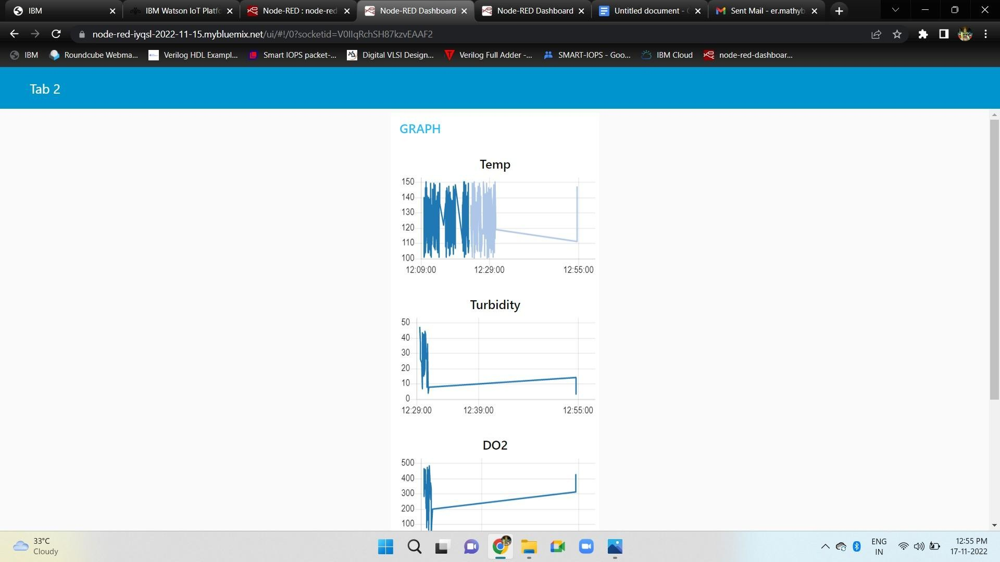 IBM
IBM Watson IoT Platfo
Node-RED : node-red
Node-RED Dashboard
Node-RED Dashboard
Untitled document -
Sent Mail - er.mathyb
node-red-iyqsl-2022-11-15.mybluemix.net/ui/#!/0?socketid=V0IIqRchSH87kzvEAAF2
IBM
Roundcube Webma...
Verilog HDL Exampl...
Smart IOPS packet-...
Digital VLSI Design...
Verilog Full Adder -...
SMART-IOPS - Goo...
IBM Cloud
node-red-dashboar...
Tab 2
GRAPH
Temp
150
140
130
120
110
100
12:09:00 12:29:00 12:55:00
Turbidity
50
40
30
20
10
0
12:29:00 12:39:00 12:55:00
DO2
500
400
300
200
100
33°C
Cloudy
ENG
IN
12:55 PM
17-11-2022